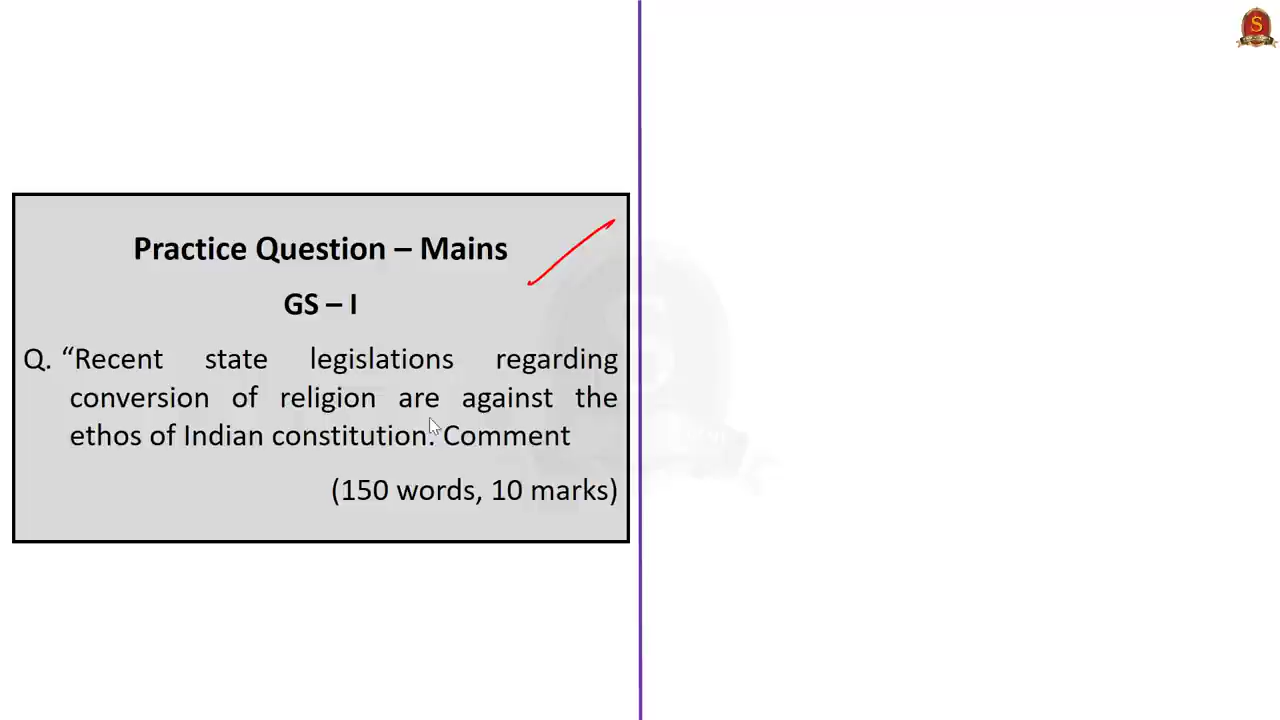 S
Practice Question – Mains
GS – I
Q. “Recent state legislations regarding
conversion of religion are against the
ethos of Indian constitution. Comment
(150 words, 10 marks)